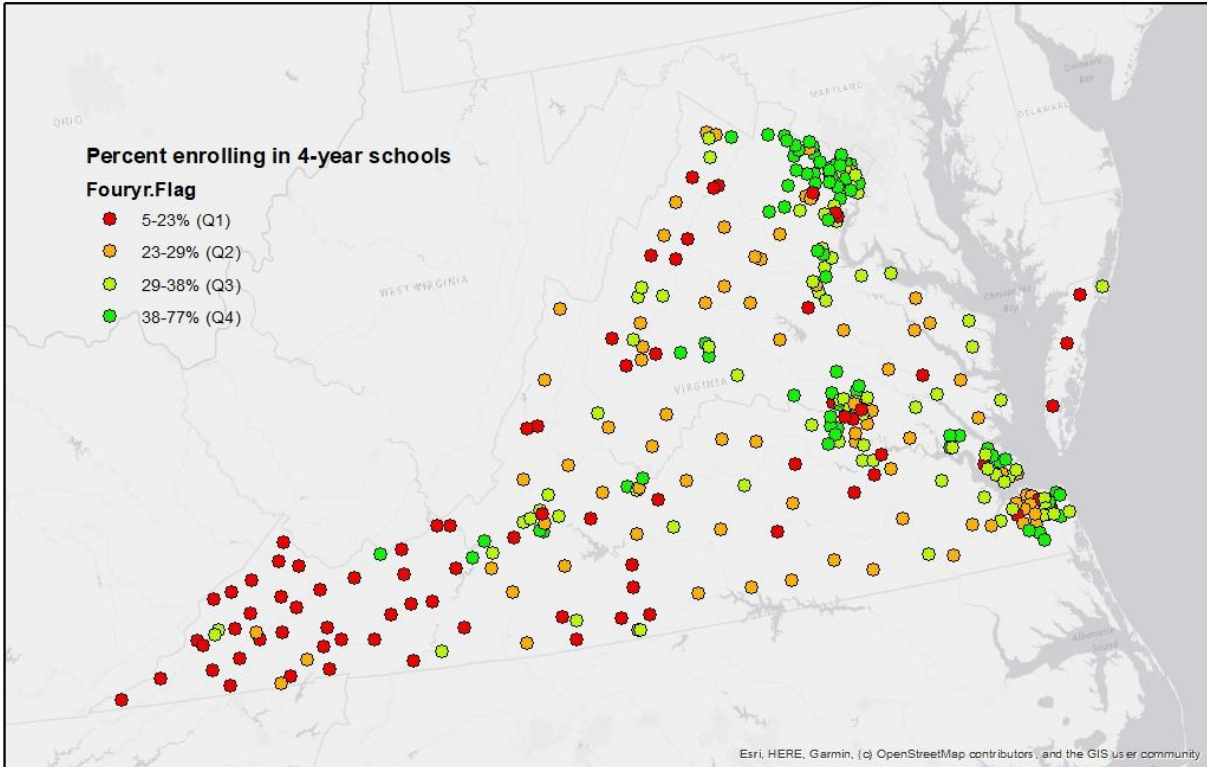 OHIO
MARYLAND
Delaware
Bay
DELAWARE
Percent enrolling in 4-year schools
Fouryr.Flag
5-23% (Q1)
23-29% (Q2)
29-38% (Q3)
38-77% (Q4)
WEST VIRGINIA
Bay
VIRGINIA
Albemarle
Sound
Esri, HERE, Garmin, (c) OpenStreetMap contributors, and the GIS user community